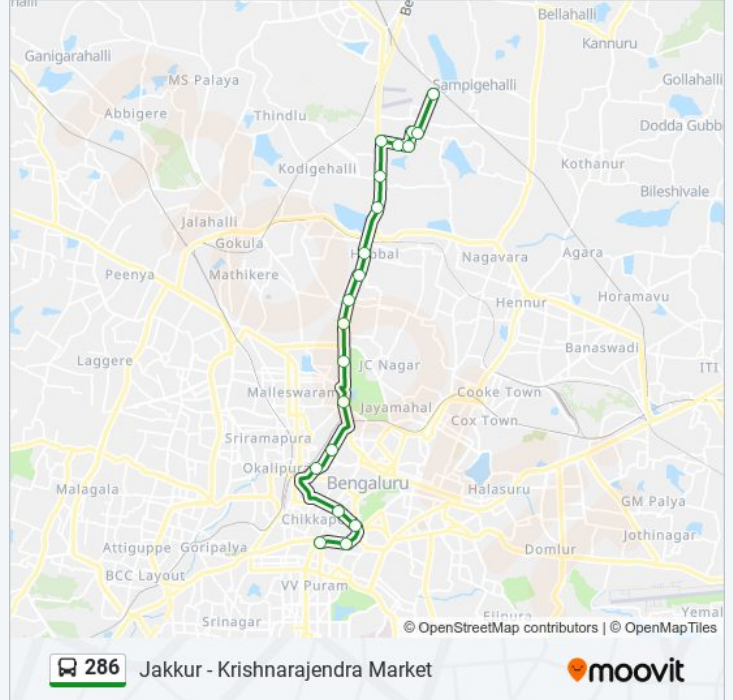 Be
Bellahalli
Kannuru
Ganigarahalli
MS Palaya
Sampigehalli
Gollahalli
Abbigere
Thindlu
Dodda Gubb
Kodigehalli
Kothanur
Bileshivale
Jalahalli
Gokula
Hebbal
Nagavara
Agara
Peenya
Mathikere
Hennur
Horamavu
Banaswadi
Laggere
JC Nagar
ITI
Malleswaram
Cooke Town
Jayamahal
Cox Town
Sriramapura
Okalipur
Bengaluru
Malagala
Halasuru
GM Palya
Chikkap
Jothinagar
Attiguppe
Goripalya
Domlur
BCC Layout
VV Puram
Srinagar
Yemal
© OpenStreetMap contributors | © OpenMapTiles
286 Jakkur - Krishnarajendra Market
moovit